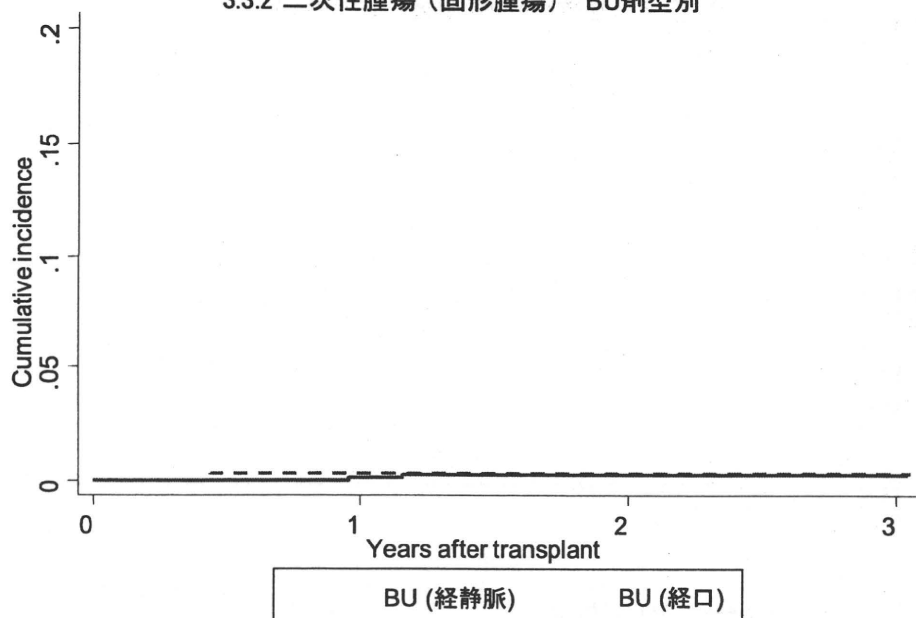 3.3.2 二次性腫瘍（固形腫瘍） BU剤型別
.2
.15
.1
.05
0
Cumulative incidence
0 1 2 3
Years after transplant
BU (経静脈) BU (経口)